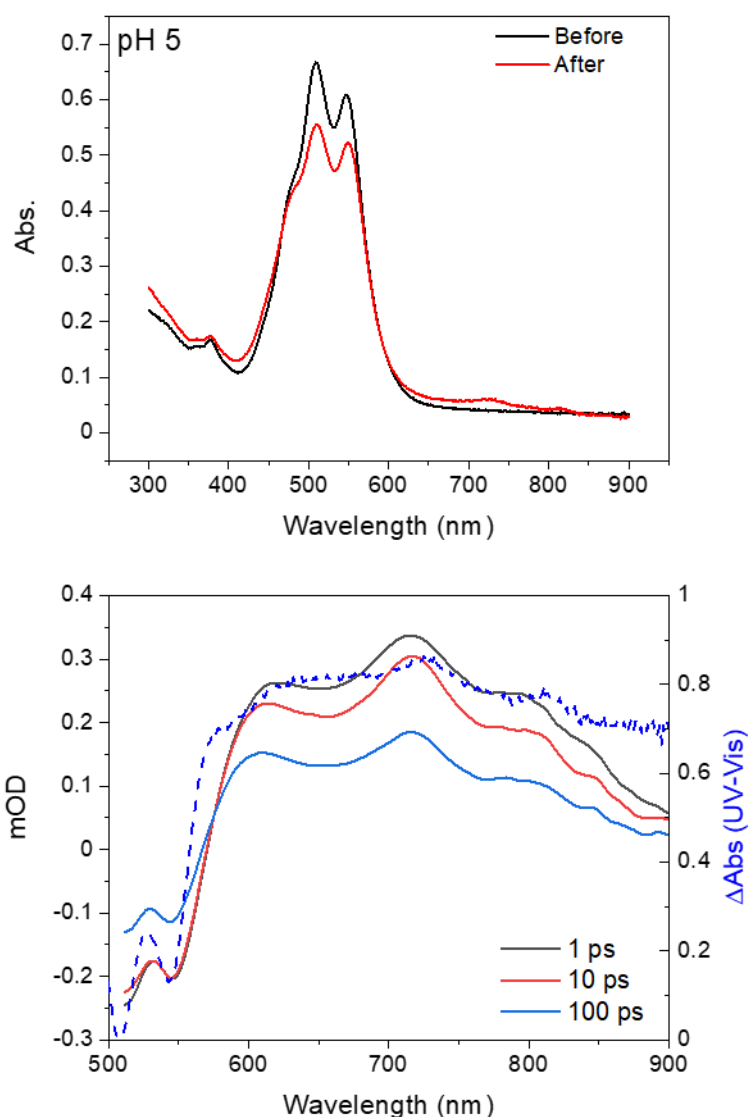 pH 5
Before
After
0.7
0.6
0.5
0.4
0.3
0.2
0.1
0
Abs.
300 400 500 600 700 800 900
Wavelength (nm)
0.4
0.3
0.2
0.1
0
-0.1
-0.2
-0.3
mOD
1
0.8
0.6
0.4
0.2
0
ΔAbs (UV-Vis)
1 ps
10 ps
100 ps
500 600 700 800 900
Wavelength (nm)